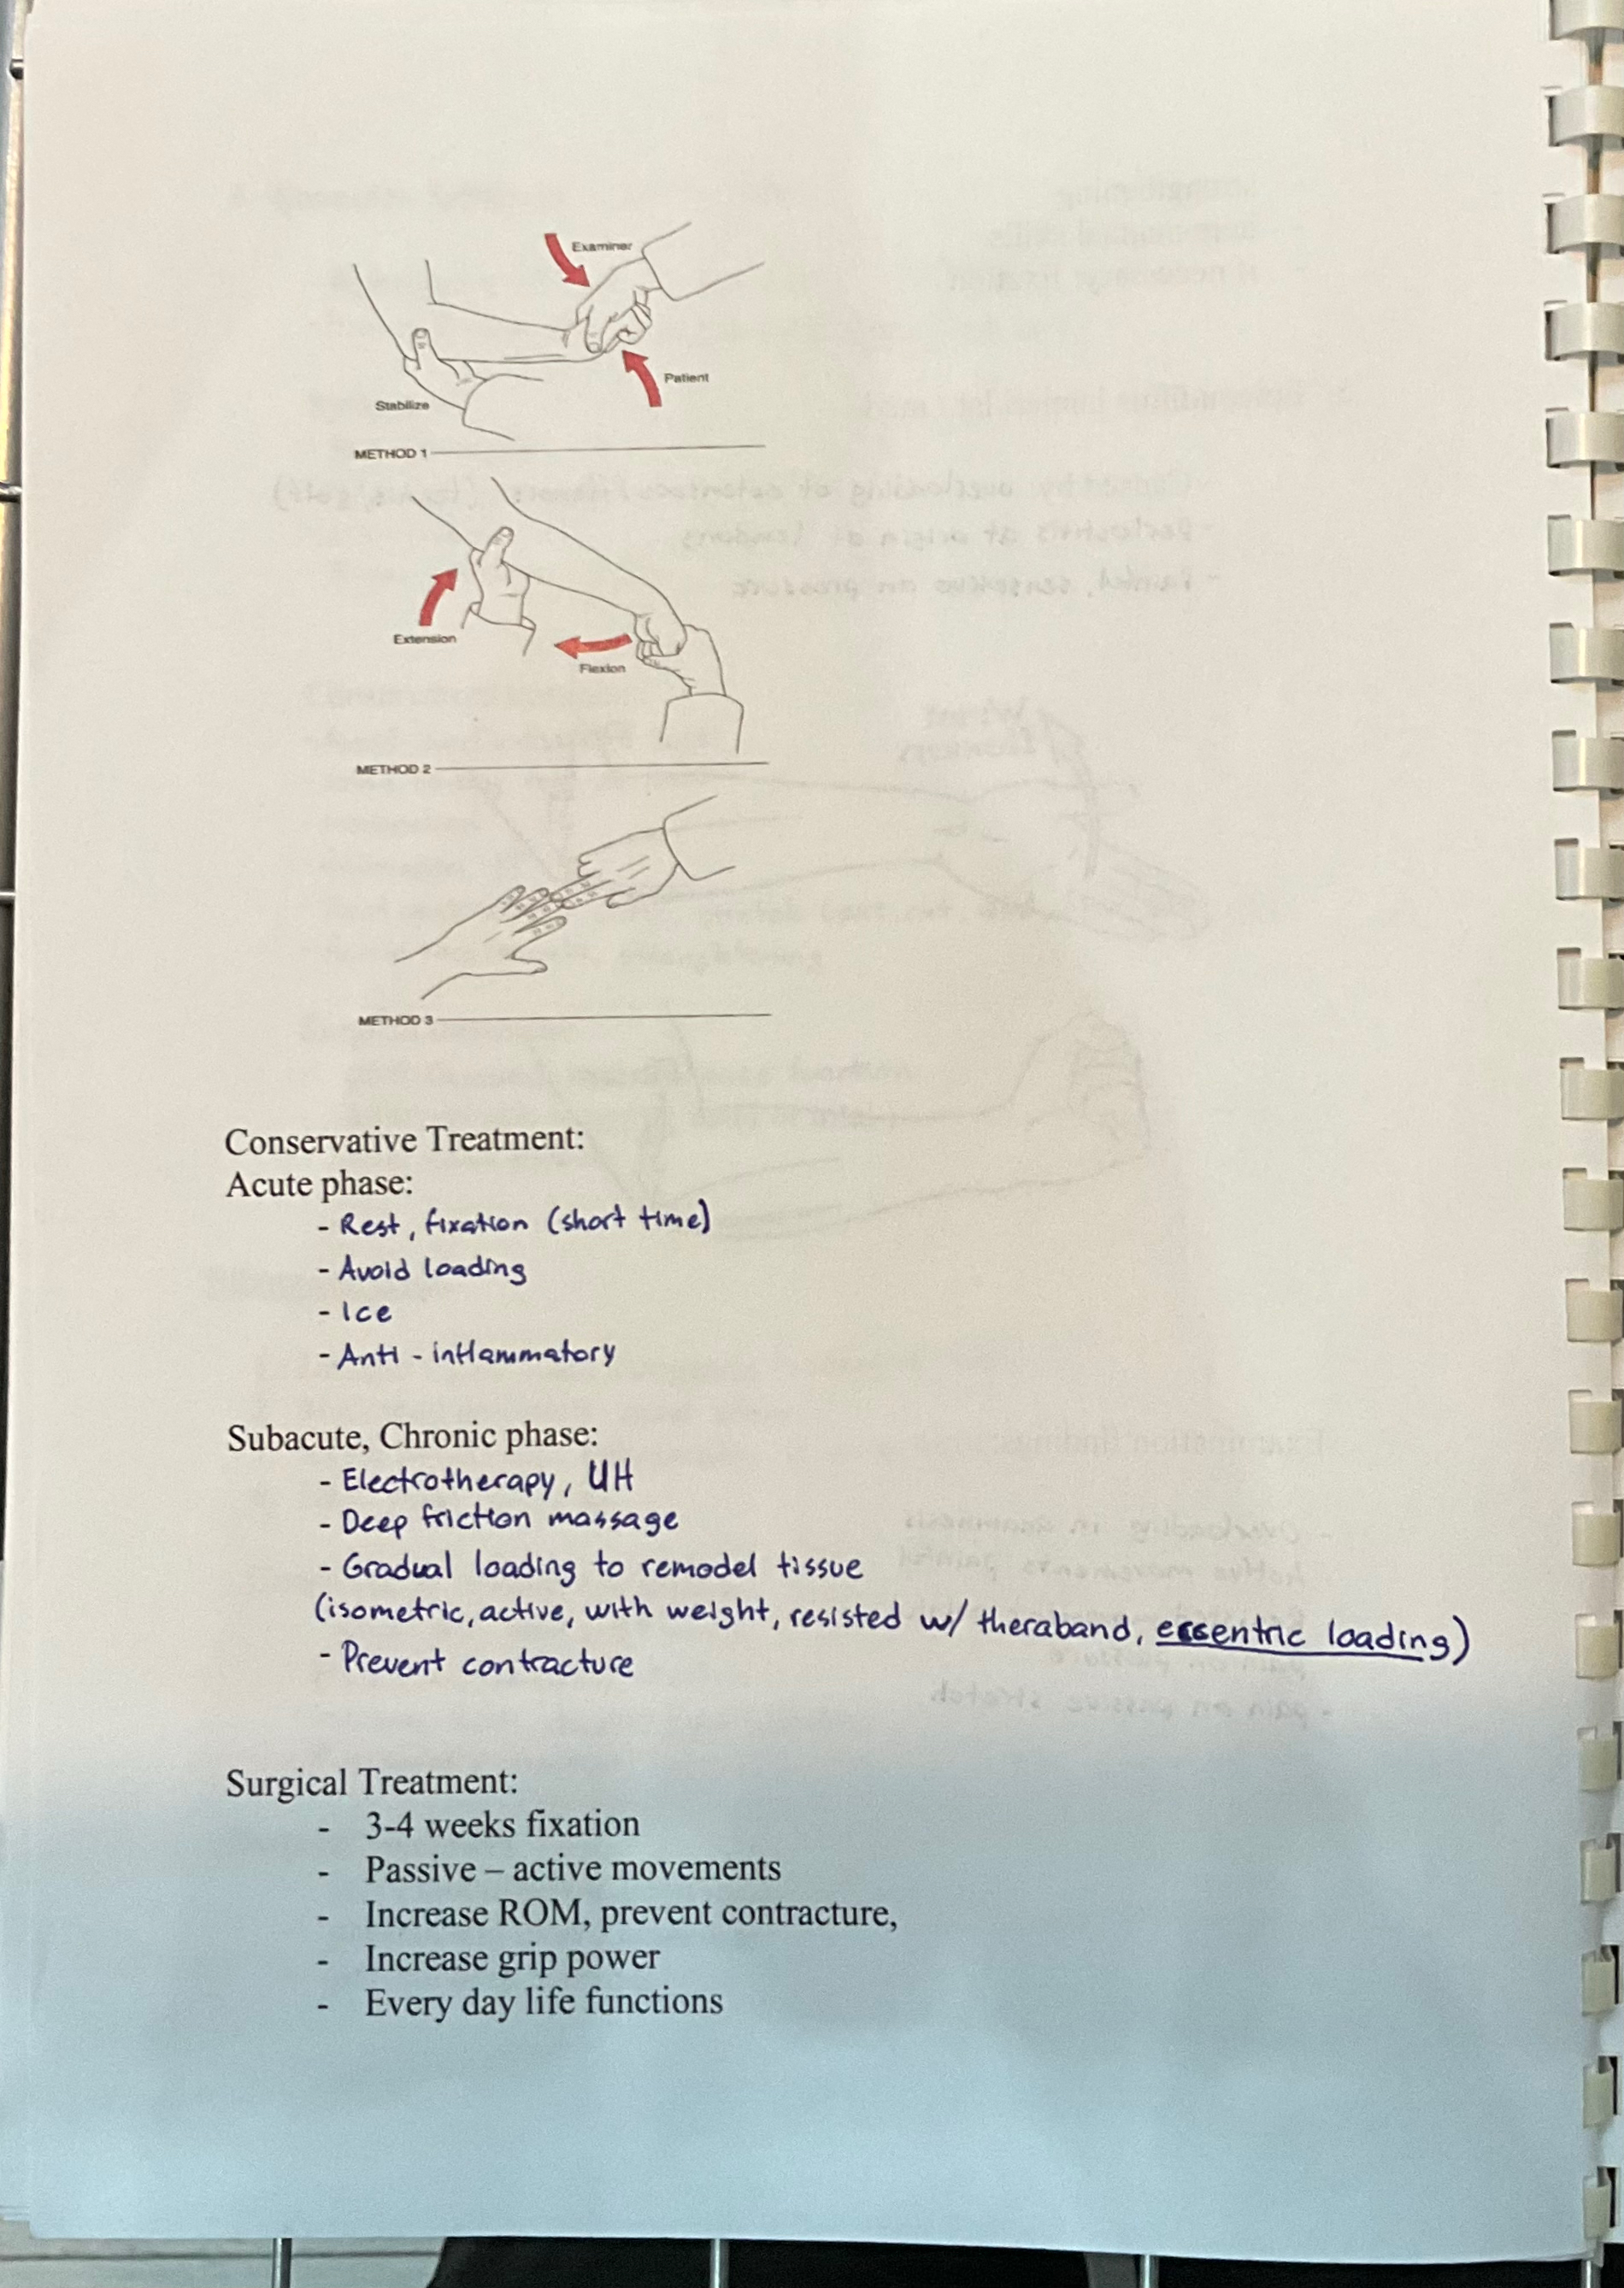 Examiner
Patient
Stabilize
METHOD 1
Extension
Flexion
METHOD 2
METHOD 3
Conservative Treatment:
Acute phase:
- Rest, fixation (short time)
- Avoid loading
- Ice
- Anti - inflammatory
Subacute, Chronic phase:
- Electrotherapy, UH
- Deep friction massage
- Gradual loading to remodel tissue
(isometric, active, with weight, resisted w/ theraband, eccentric loading)
- Prevent contracture
Surgical Treatment:
- 3-4 weeks fixation
- Passive – active movements
- Increase ROM, prevent contracture,
- Increase grip power
- Every day life functions